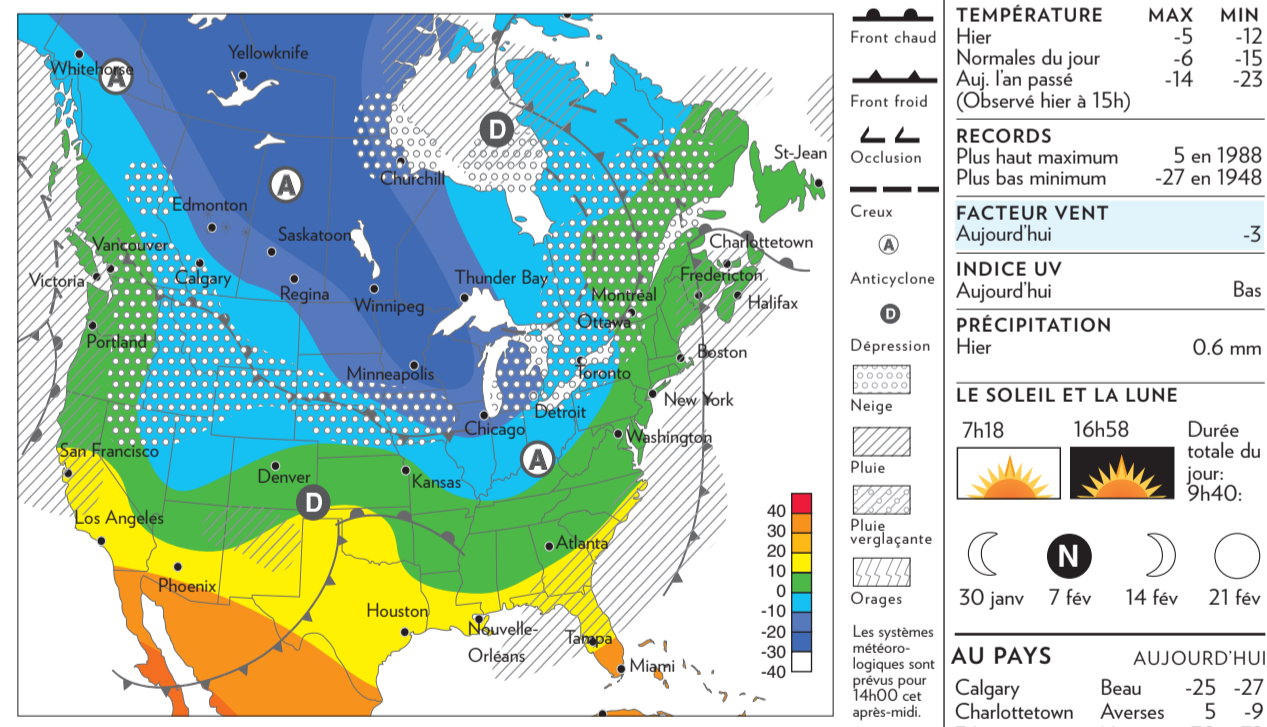 Yellowknife
Whitehorse
A
D
St-Jean
Churchill
A
Edmonton
Saskatoon
Vancouver
Charlottetown
Victoria
Calgary
Thunder Bay
Fredericton
Regina
Winnipeg
Montréal
Halifax
Ottawa
Portland
Boston
Minneapolis
Toronto
New York
Detroit
Chicago
Washington
San Francisco
A
Denver
Kansas
D
Los Angeles
Atlanta
Phoenix
Houston
Nouvelle-
Orléans
Tampa
Miami
40
30
20
10
0
-10
-20
-30
-40
Front chaud
Front froid
Occlusion
Creux
A
Anticyclone
D
Dépression
Neige
Pluie
Pluie
verglaçante
Orages
Les systèmes
météoro-
logiques sont
prévus pour
14h00 cet
après-midi.
TEMPÉRATURE MAX MIN
Hier -5 -12
Normales du jour -6 -15
Auj. l'an passé -14 -23
(Observé hier à 15h)
RECORDS
Plus haut maximum 5 en 1988
Plus bas minimum -27 en 1948
FACTEUR VENT
Aujourd'hui -3
INDICE UV
Aujourd'hui Bas
PRÉCIPITATION
Hier 0.6 mm
LE SOLEIL ET LA LUNE
7h18 16h58 Durée
totale du
jour:
9h40:
N
30 janv 7 fév 14 fév 21 fév
AU PAYS AUJOURD'HUI
Calgary Beau -25 -27
Charlottetown Averses 5 -9